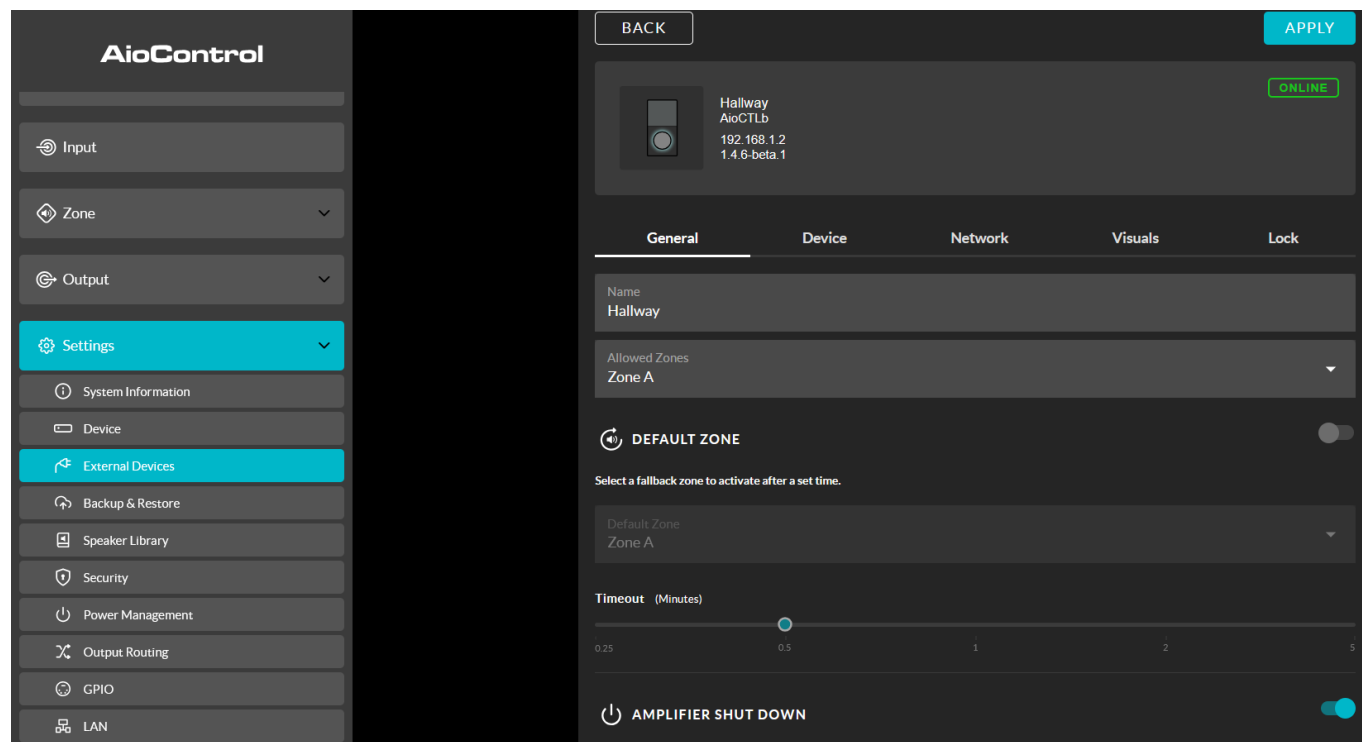 AioControl
Input
Zone
Output
Settings
System Information
Device
External Devices
Backup & Restore
Speaker Library
Security
Power Management
Output Routing
GPIO
LAN
BACK
APPLY
ONLINE
Hallway
AioCTLb
192.168.1.2
1.4.6-beta.1
General Device Network Visuals Lock
Name
Hallway
Allowed Zones
Zone A
DEFAULT ZONE
Select a fallback zone to activate after a set time.
Default Zone
Zone A
Timeout (Minutes)
0.25 0.5 1 2 5
AMPLIFIER SHUT DOWN